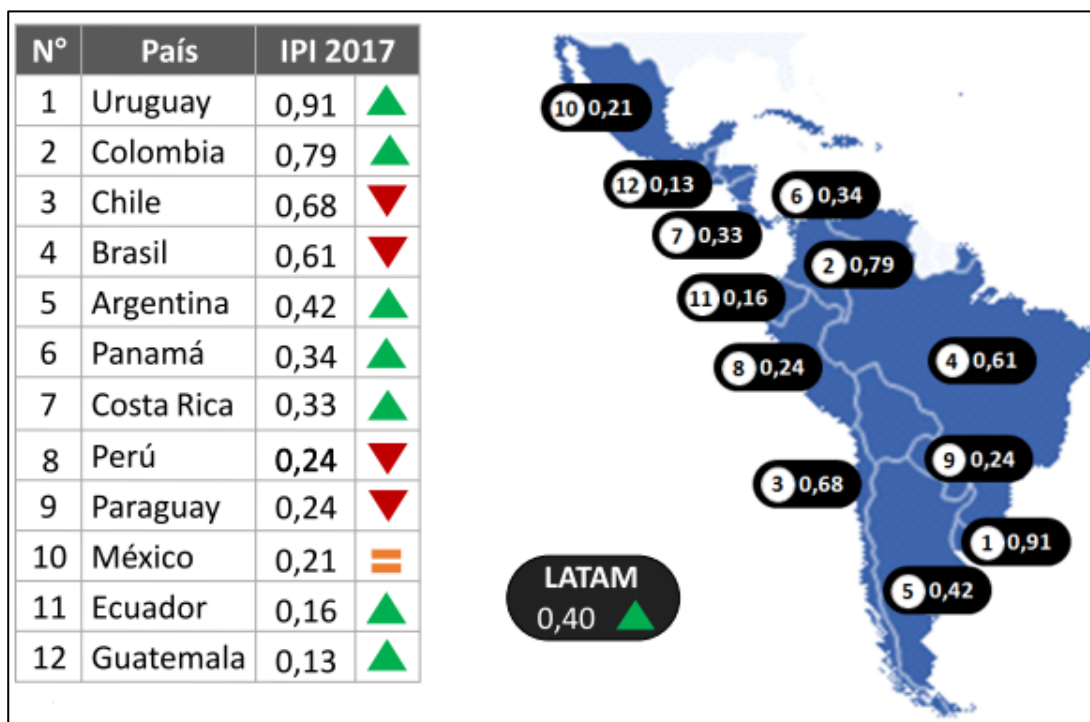 N° País IPI 2017
1 Uruguay 0,91
2 Colombia 0,79
3 Chile 0,68
4 Brasil 0,61
5 Argentina 0,42
6 Panamá 0,34
7 Costa Rica 0,33
8 Perú 0,24
9 Paraguay 0,24
10 México 0,21
11 Ecuador 0,16
12 Guatemala 0,13
10 0,21
12 0,13
6 0,34
7 0,33
2 0,79
11 0,16
4 0,61
8 0,24
9 0,24
3 0,68
1 0,91
5 0,42
LATAM
0,40